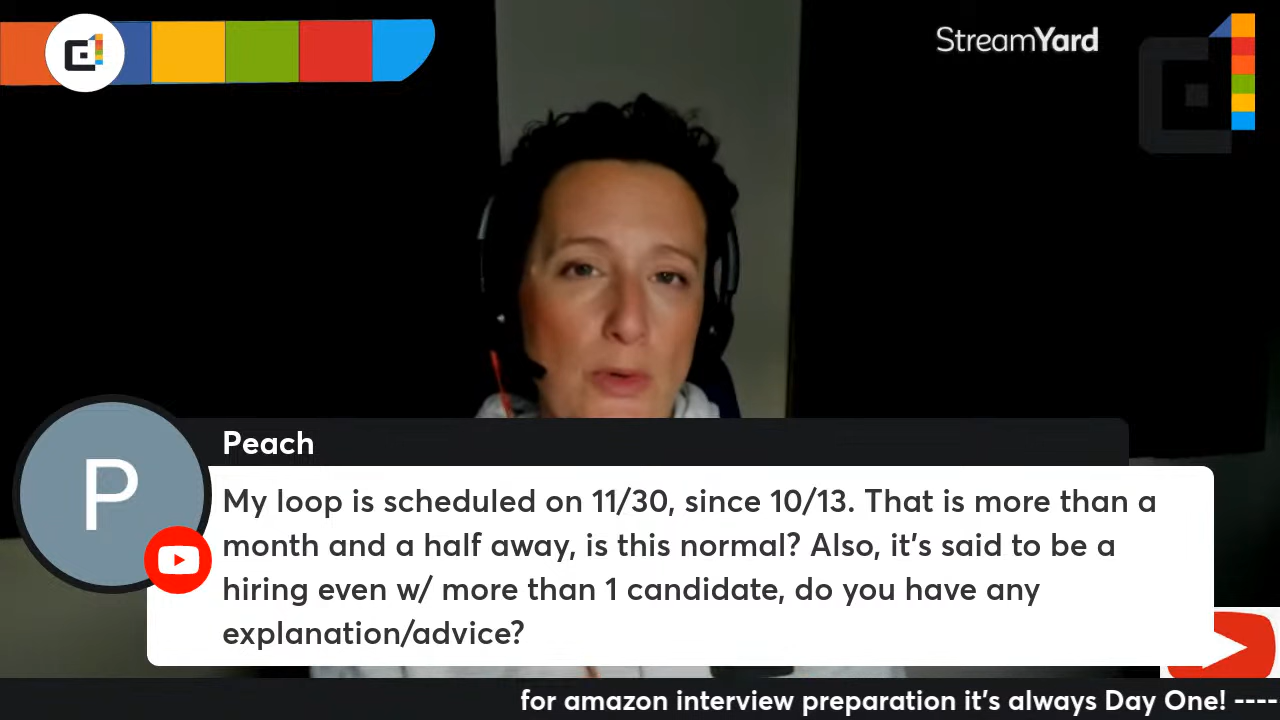 StreamYard
Peach
P
My loop is scheduled on 11/30, since 10/13. That is more than a
month and a half away, is this normal? Also, it's said to be a
hiring even w/ more than 1 candidate, do you have any
explanation/advice?
for amazon interview preparation it's always Day One! ----